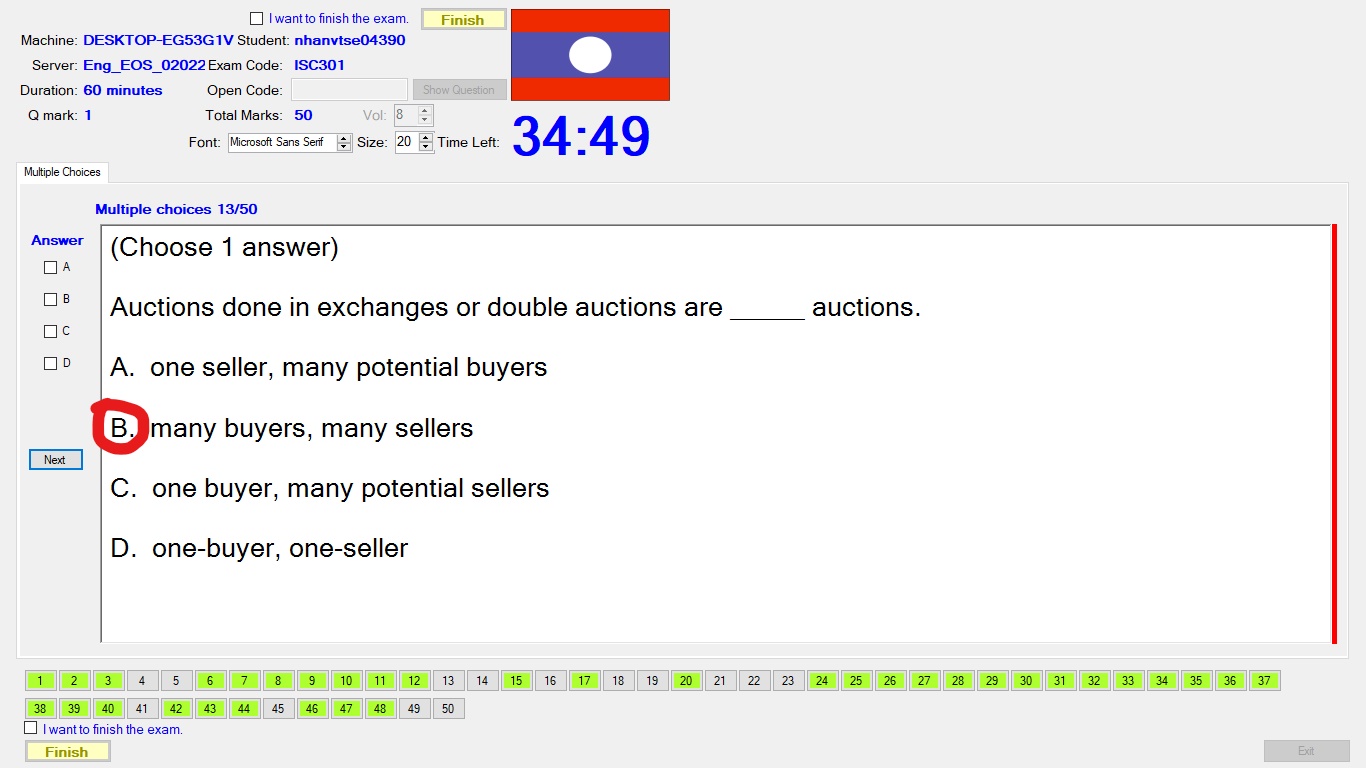 I want to finish the exam. Finish
Machine: DESKTOP-EG53G1V Student: nhanvtse04390
Server: Eng_EOS_02022 Exam Code: ISC301
Duration: 60 minutes Open Code: Show Question
Q mark: 1 Total Marks: 50 Vol: 8
Font: Microsoft Sans Serif Size: 20 Time Left: 34:49
Multiple Choices
Multiple choices 13/50
Answer
A
B
C
D
Next
(Choose 1 answer)
Auctions done in exchanges or double auctions are _____ auctions.
A. one seller, many potential buyers
B. many buyers, many sellers
C. one buyer, many potential sellers
D. one-buyer, one-seller
1 2 3 4 5 6 7 8 9 10 11 12 13 14 15 16 17 18 19 20 21 22 23 24 25 26 27 28 29 30 31 32 33 34 35 36 37
38 39 40 41 42 43 44 45 46 47 48 49 50
I want to finish the exam.
Finish Exit